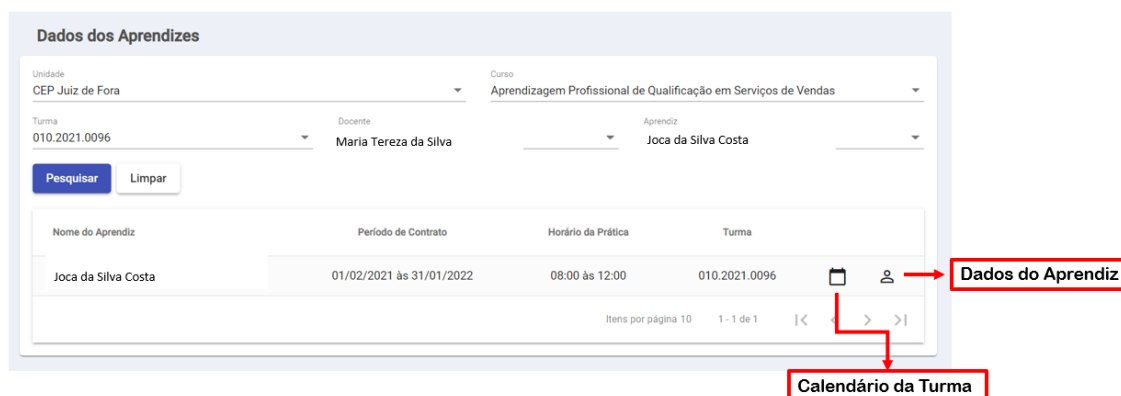 Dados dos Aprendizes
Unidade
CEP Juiz de Fora
Curso
Aprendizagem Profissional de Qualificação em Serviços de Vendas
Turma
010.2021.0096
Docente
Maria Tereza da Silva
Aprendiz
Joca da Silva Costa
Pesquisar
Limpar
Nome do Aprendiz Período de Contrato Horário da Prática Turma
Joca da Silva Costa 01/02/2021 às 31/01/2022 08:00 às 12:00 010.2021.0096
Dados do Aprendiz
Itens por página 10 1 - 1 de 1
Calendário da Turma